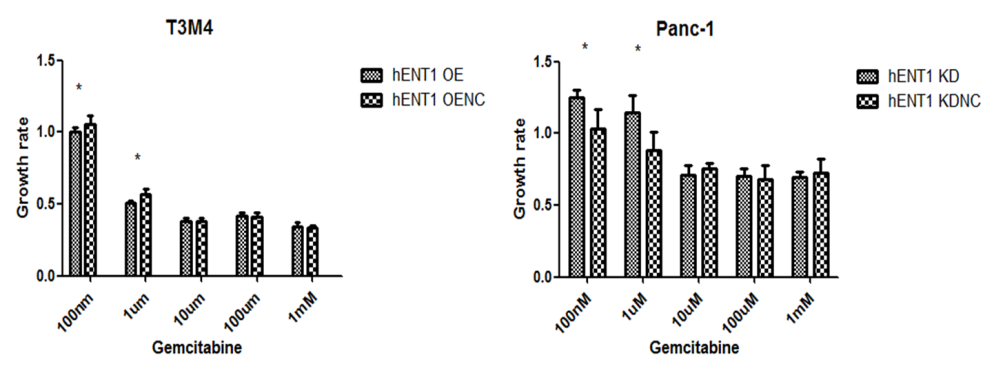 T3M4
*
*
1.5
1.0
0.5
0.0
Growth rate
100nm
1um
10um
100um
1mM
Gemcitabine
hENT1 OE
hENT1 OENC
Panc-1
*
*
1.5
1.0
0.5
0.0
Growth rate
100nM
1uM
10uM
100uM
1mM
Gemcitabine
hENT1 KD
hENT1 KDNC